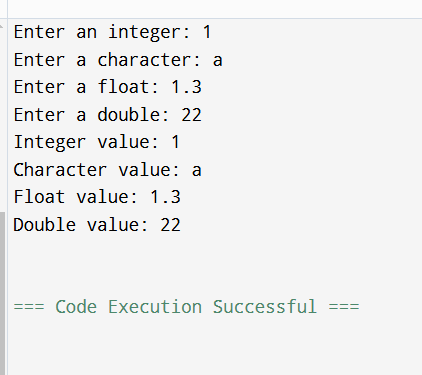 Enter an integer: 1
Enter a character: a
Enter a float: 1.3
Enter a double: 22
Integer value: 1
Character value: a
Float value: 1.3
Double value: 22
=== Code Execution Successful ===